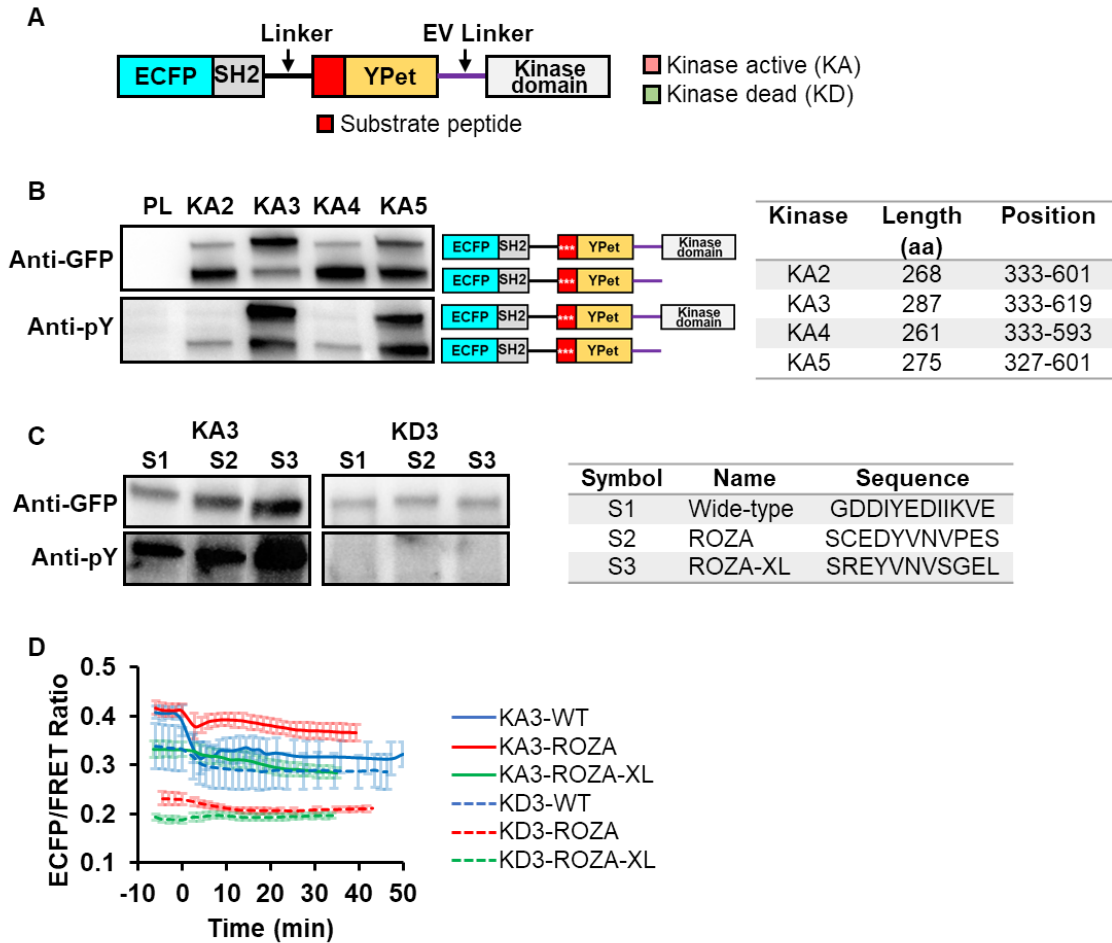 A
Linker
EV Linker
ECFP
SH2
YPet
Kinase
domain
Substrate peptide
Kinase active (KA)
Kinase dead (KD)
B
PL KA2 KA3 KA4 KA5
Anti-GFP
Anti-pY
ECFP SH2 *** YPet Kinase
domain
ECFP SH2 *** YPet
ECFP SH2 *** YPet Kinase
domain
ECFP SH2 *** YPet
Kinase Length Position
(aa)
KA2 268 333-601
KA3 287 333-619
KA4 261 333-593
KA5 275 327-601
C
KA3 KD3
S1 S2 S3 S1 S2 S3
Anti-GFP
Anti-pY
Symbol Name Sequence
S1 Wide-type GDDIYEDIIKVE
S2 ROZA SCEDYVNVPES
S3 ROZA-XL SREYVNVSGEL
D
ECFP/FRET Ratio
0.5
0.4
0.3
0.2
0.1
-10 0 10 20 30 40 50
Time (min)
KA3-WT
KA3-ROZA
KA3-ROZA-XL
KD3-WT
KD3-ROZA
KD3-ROZA-XL